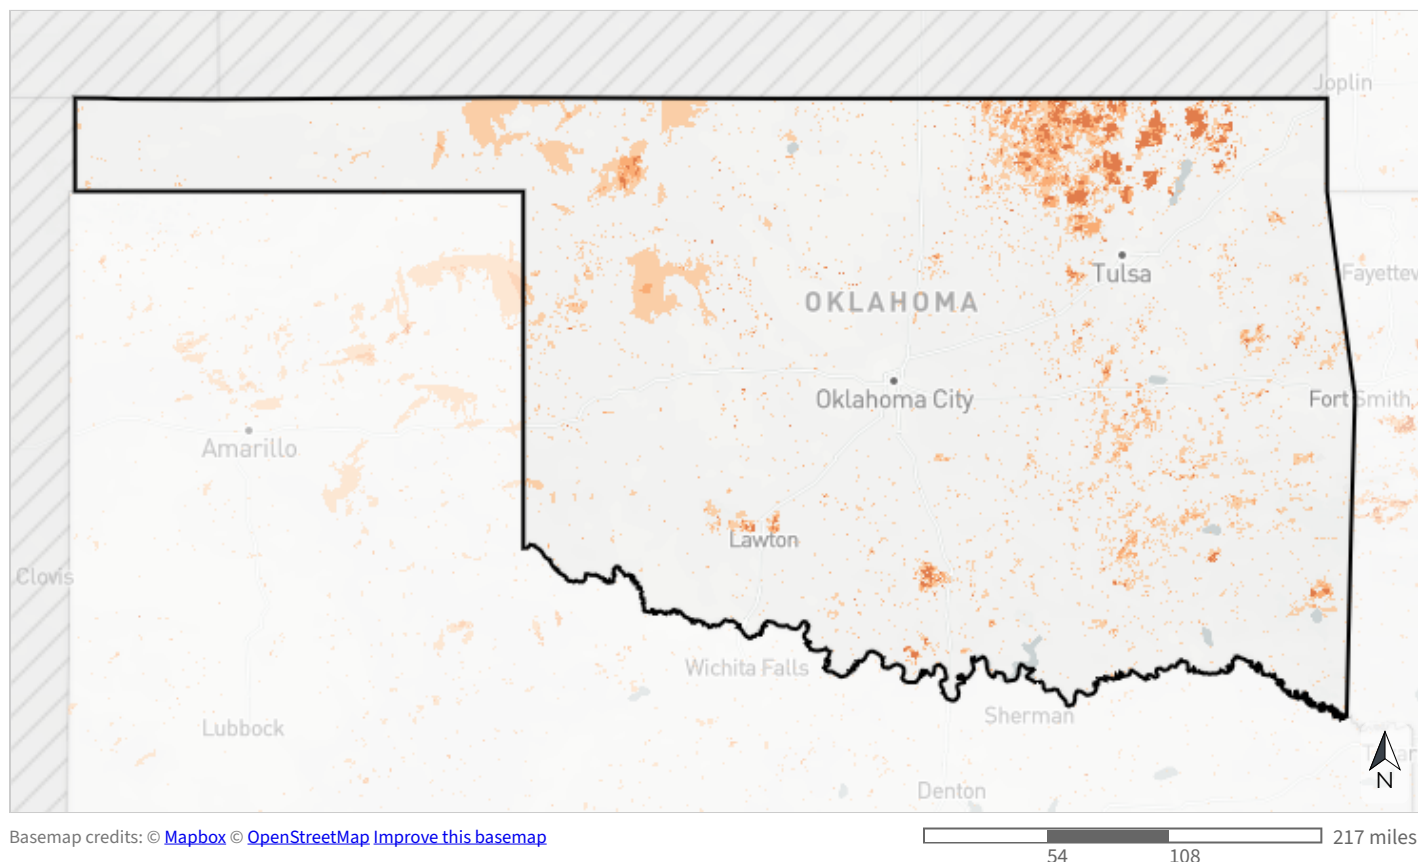 Joplin
Tulsa
Fayettev
OKLAHOMA
Oklahoma City
Fort Smith
Amarillo
Lawton
Clovis
Wichita Falls
Lubbock
Sherman
Denton
N
Basemap credits: © Mapbox © OpenStreetMap Improve this basemap
217 miles
54 108